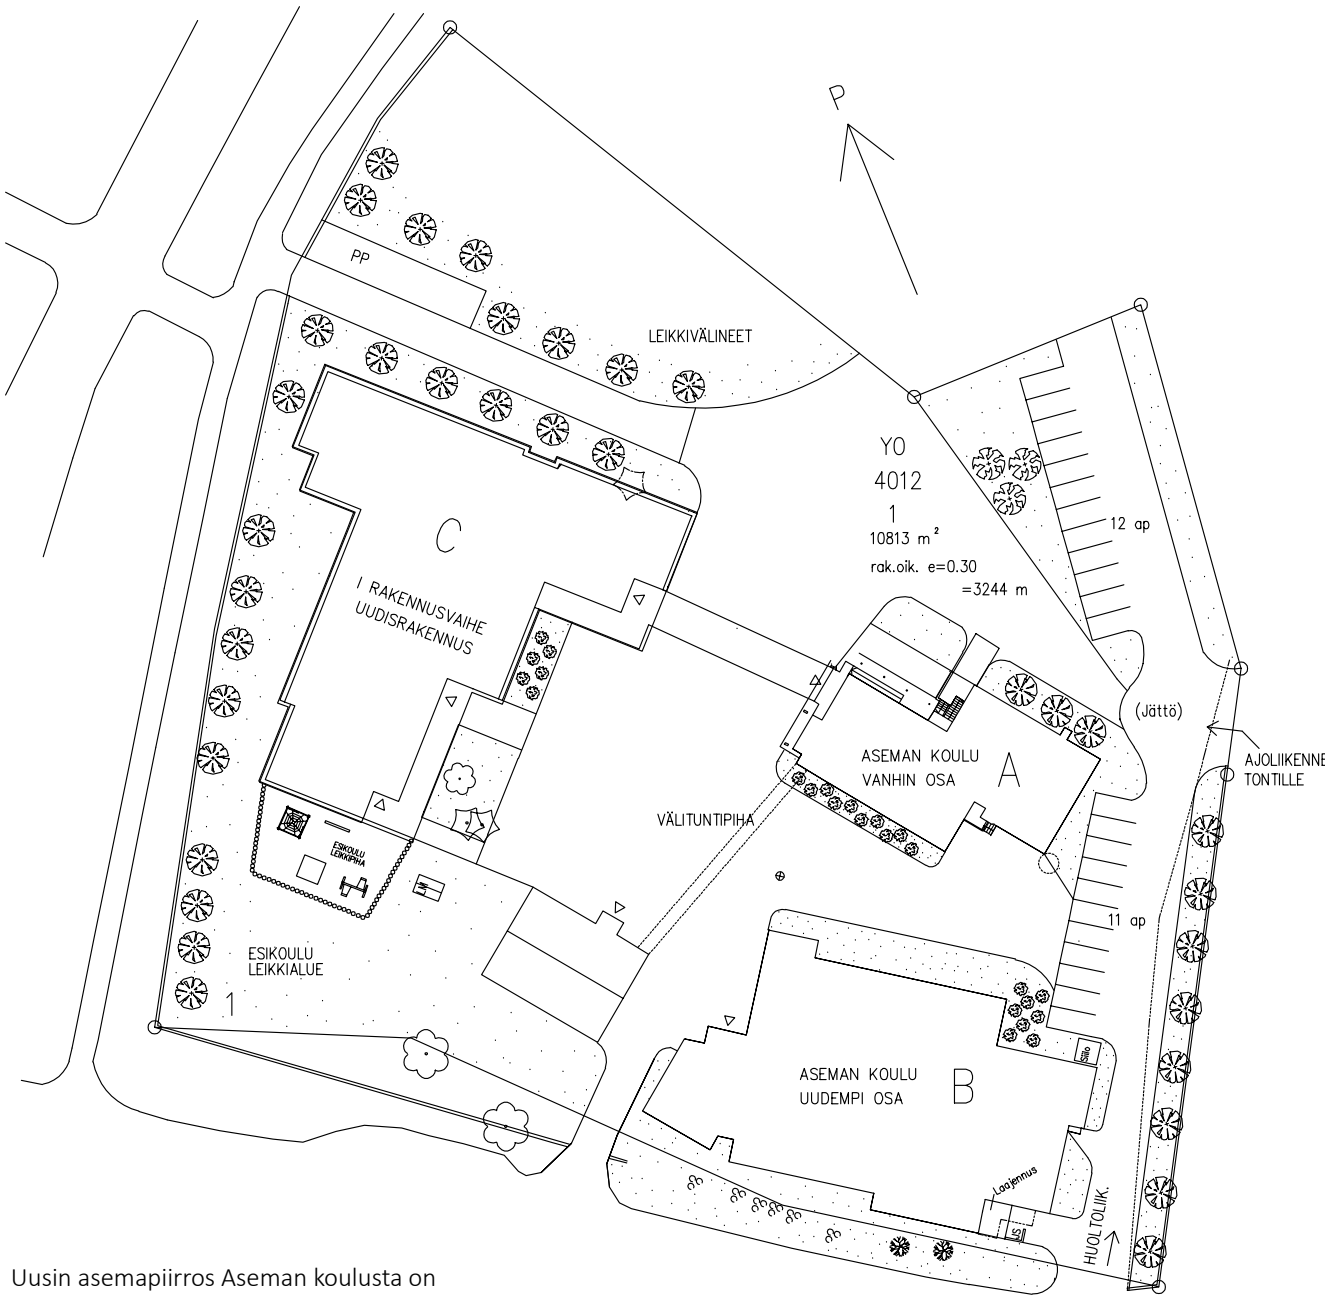 P
PP
LEIKKIVÄLINEET
YO
4012
1
10813 m²
rak.oik. e=0.30
=3244 m
12 ap
C
I RAKENNUSVAIHE
UUDISRAKENNUS
(Jättö)
AJOLIIKENNE
TONTILLE
ASEMAN KOULU
VANHIN OSA
A
VÄLITUNTIPIHA
ESIKOULU
LEIKKIPIHA
11 ap
ESIKOULU
LEIKKIALUE
1
Siilo
ASEMAN KOULU
UUDEMPI OSA
B
Laajennus
HUOLTOLIIK.
Uusin asemapiirros Aseman koulusta on